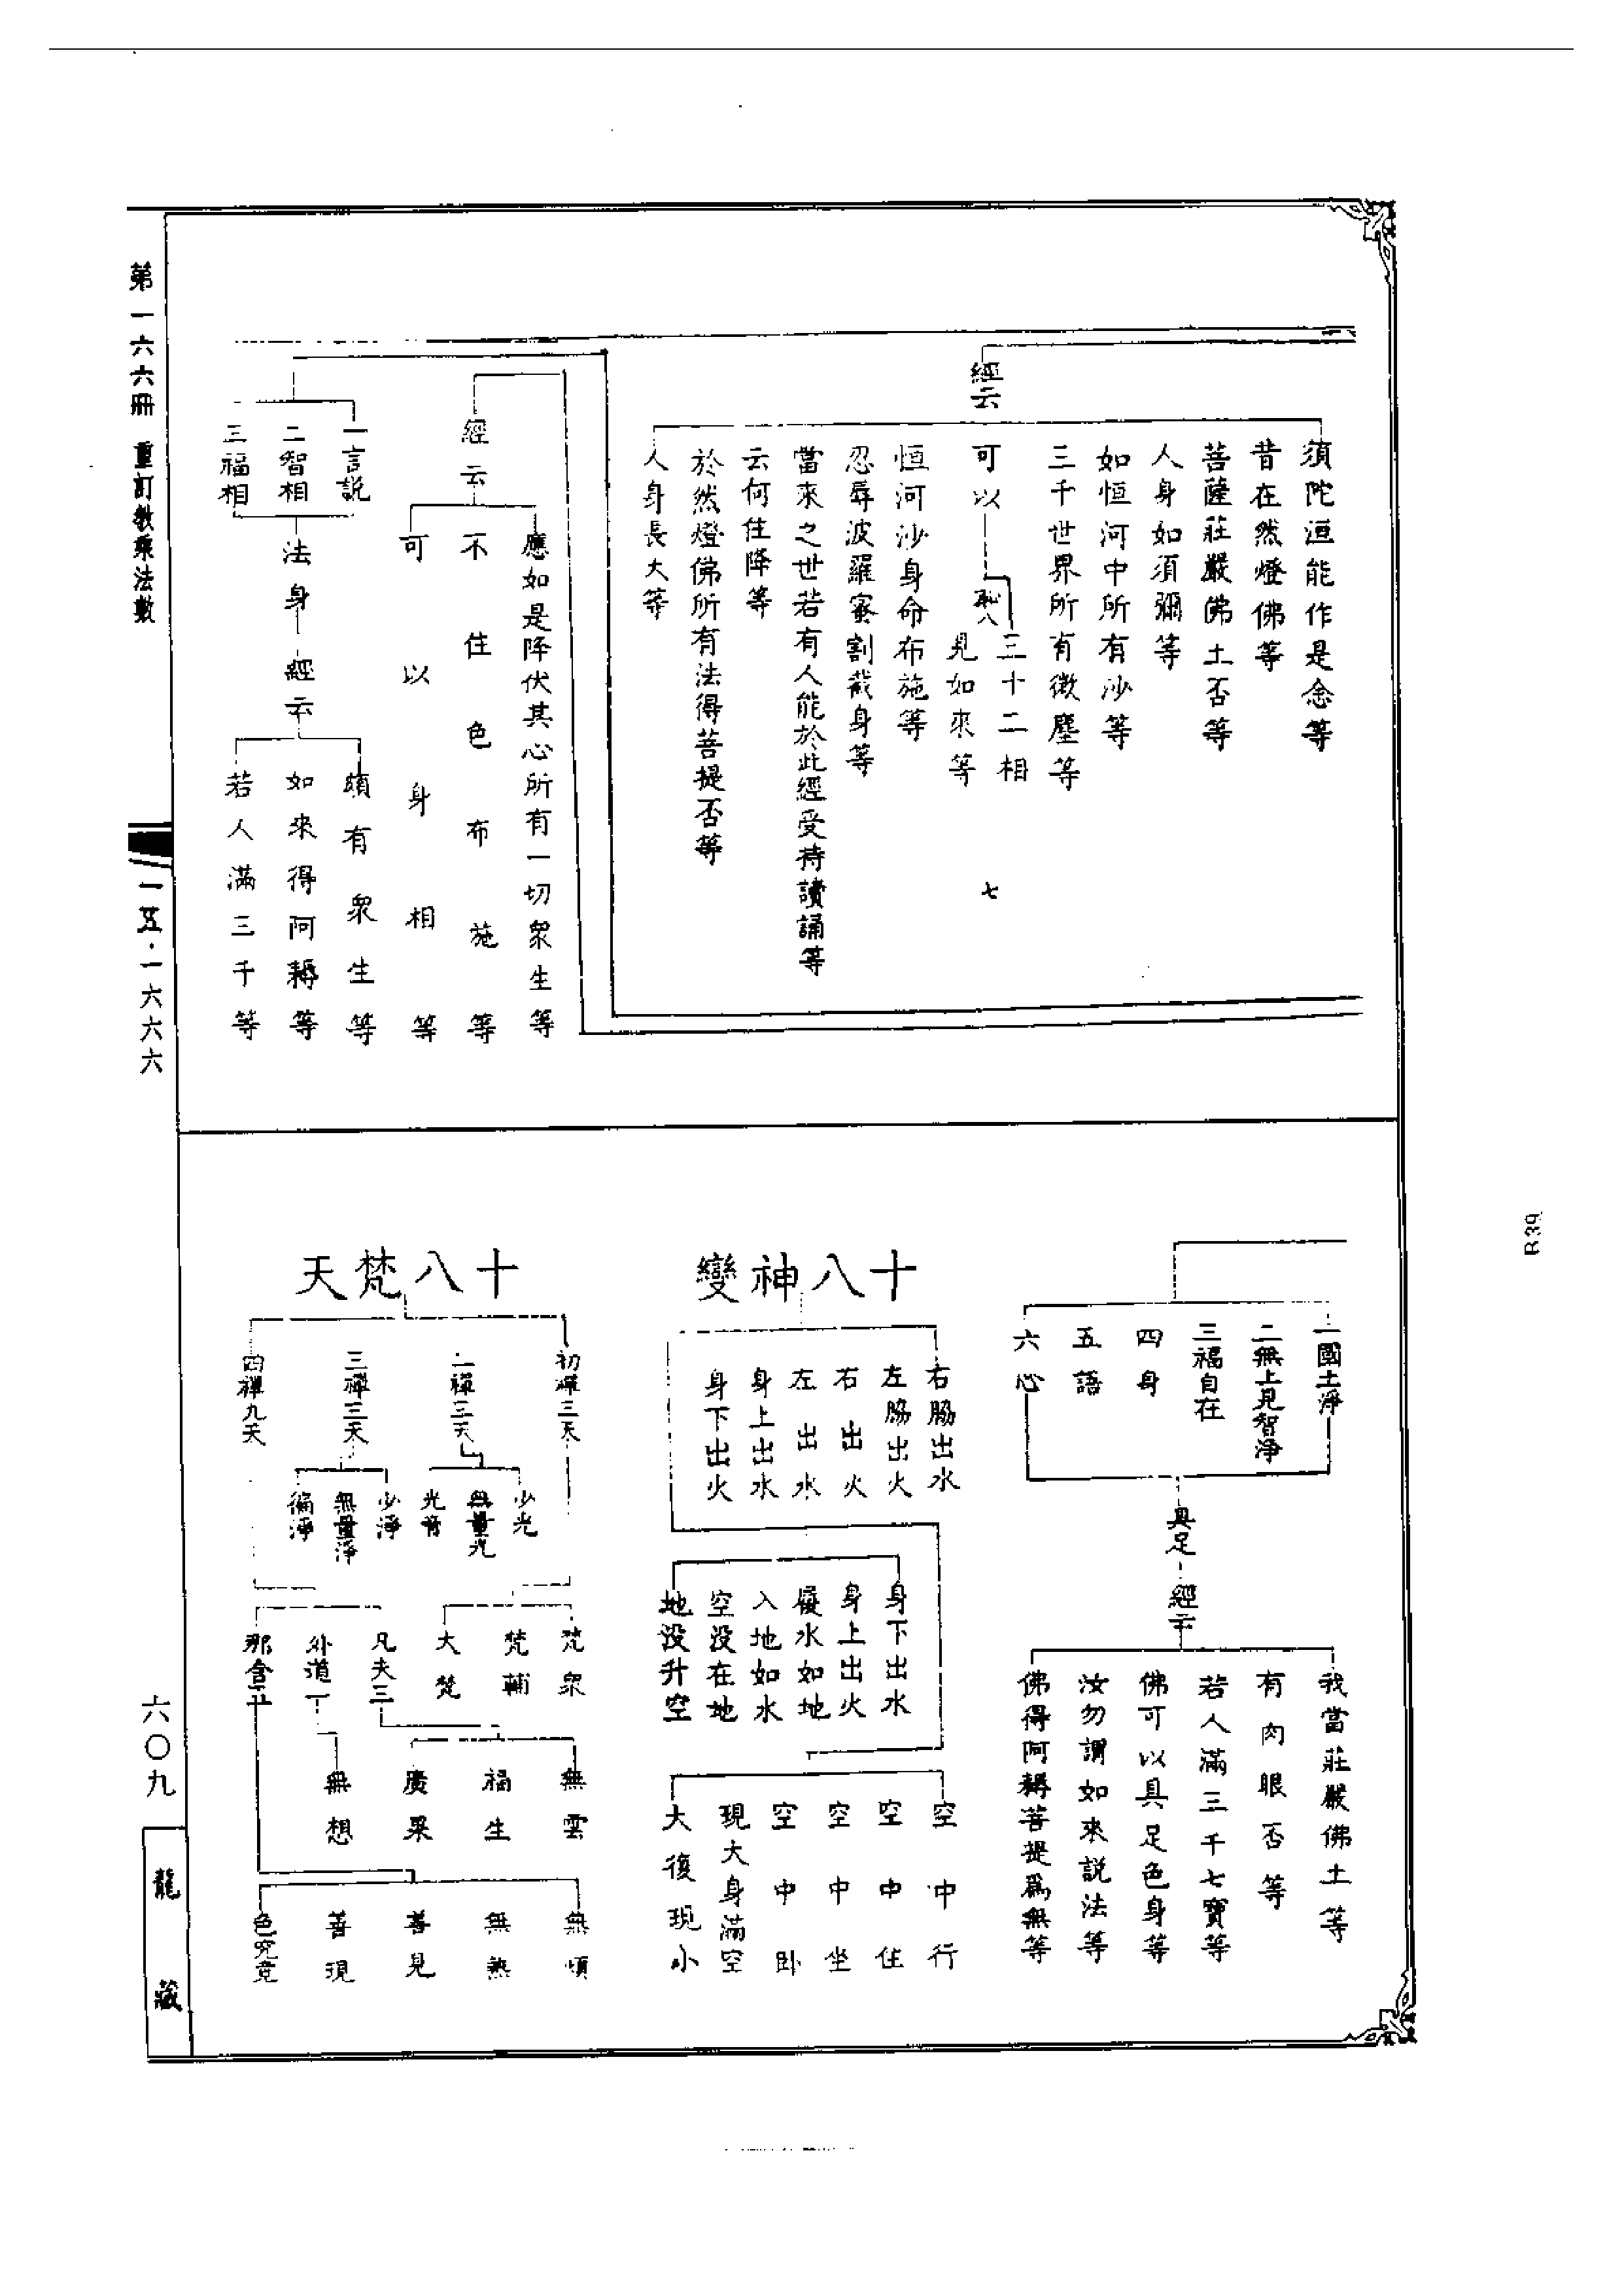 經云
須陀洹能作是念等
昔在然燈佛等
菩薩莊嚴佛土否等
人身如須彌等
如恒河中所有沙等
三千世界所有微塵等
可以
三十二相
見如來等
恥八
七
恒河沙身命布施等
忍辱波羅蜜割截身等
當來之世若有人能於此經受持讀誦等
云何住降等
於然燈佛所有法得菩提否等
人身長大等
經云
應如是降伏其心所有一切衆生等
不住色布施等
可以身相等
一言説
二智相
三福相
法身
經云
頗有衆生等
如來得阿耨等
若人滿三千等
一國土淨
二無上見智淨
三福自在
四身
五語
六心
具足
經云
我當莊嚴佛土等
有肉眼否等
若人滿三千七寶等
佛可以具足色身等
汝勿謂如來説法等
佛得阿耨菩提爲無等
十八神變
右脇出水
左脇出火
右出火
左出水
身上出水
身下出火
身下出水
身上出火
履水如地
入地如水
空没在地
地没升空
空中行
空中住
空中坐
空中卧
現大身滿空
大復現小
十八梵天
初禪三天
二禪三天
三禪三天
四禪九天
少光
無量光
光音
少淨
無量淨
徧淨
梵衆
梵輔
大梵
凡夫三
外道一
那含五
無雲
福生
廣果
無想
無煩
無熱
善見
善現
色究竟
第一六六冊 重訂教乘法數
一五·一六六六
六〇九
龍藏
B39